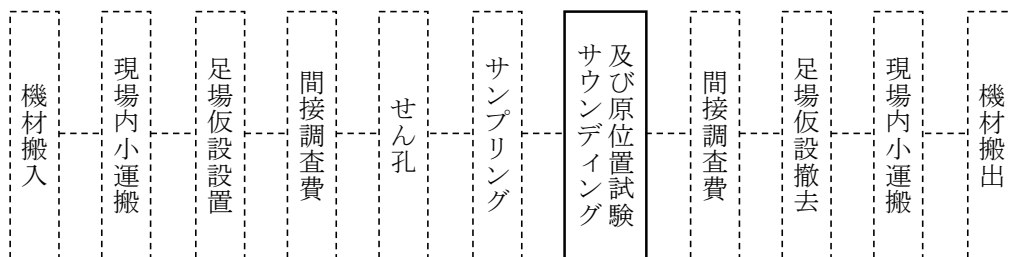 機材搬入
現場内小運搬
足場仮設設置
間接調査費
せん孔
サンプリング
サウンディング
及び原位置試験
間接調査費
足場仮設撤去
現場内小運搬
機材搬出